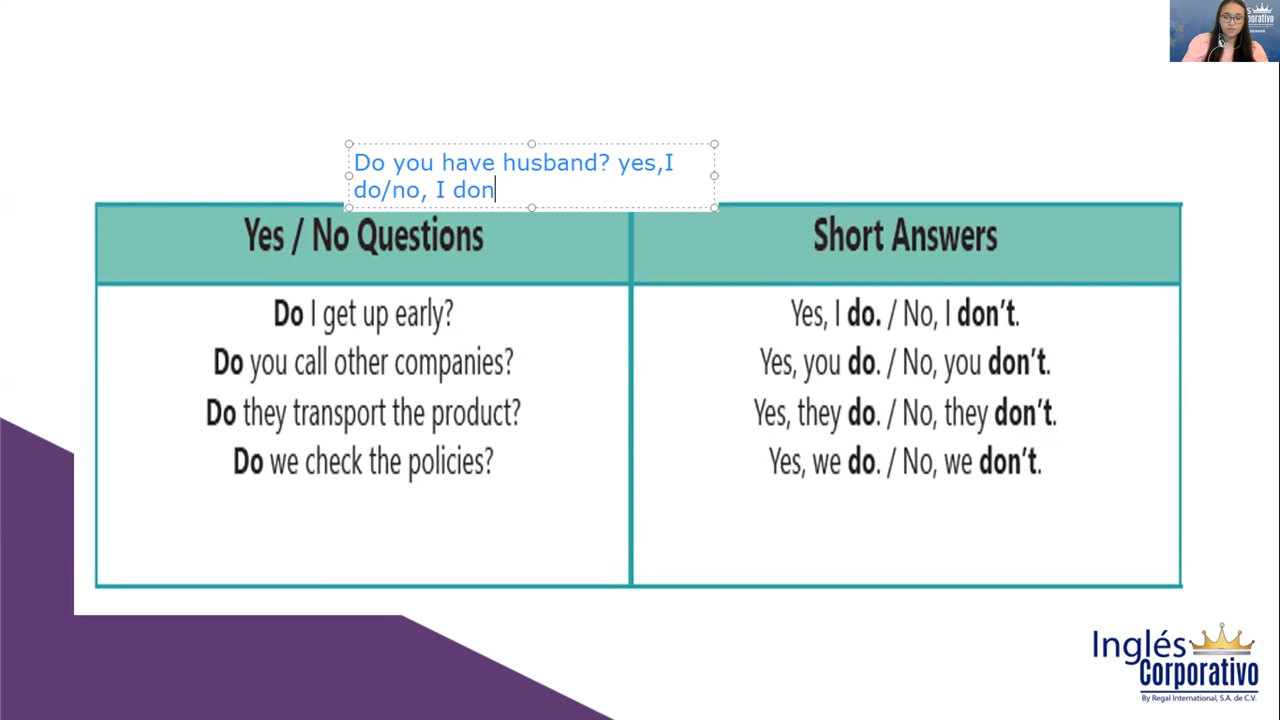 orporativo
Do you have husband? yes,I
do/no, I don
Yes / No Questions
Short Answers
Do I get up early?
Yes, I do. / No, I don't.
Do you call other companies?
Yes, you do. / No, you don't.
Do they transport the product?
Yes, they do. / No, they don't.
Do we check the policies?
Yes, we do. / No, we don't.
Inglés
Corporativo
By Regal International, S.A. de C.V.